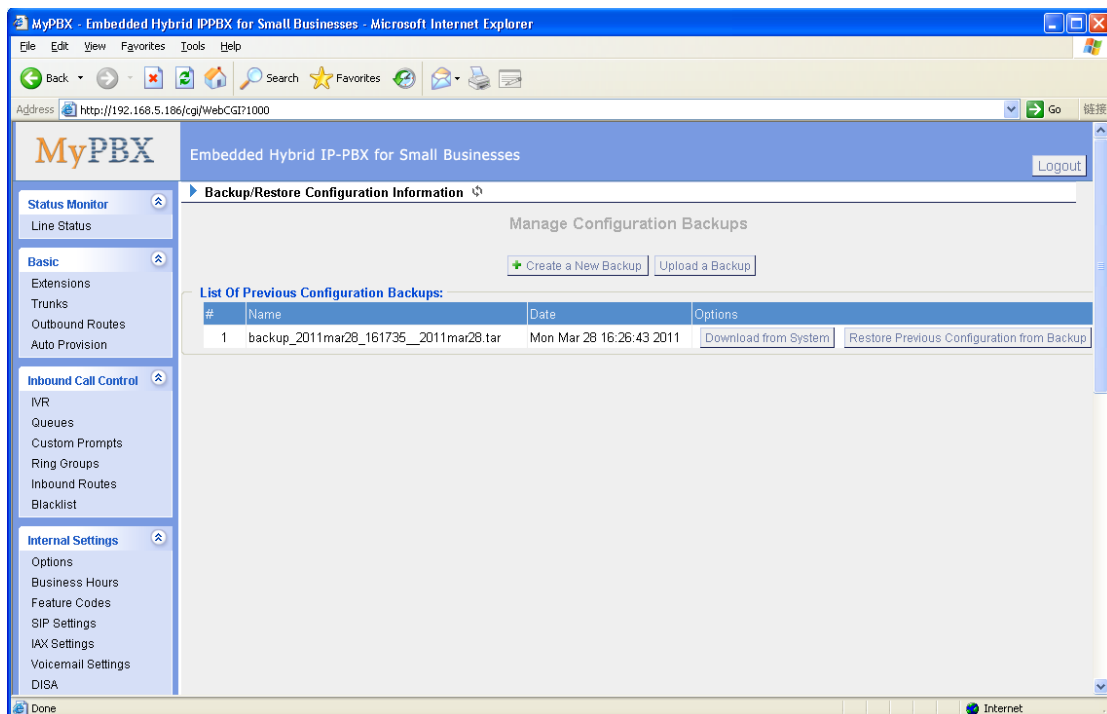 MyPBX - Embedded Hybrid IPPBX for Small Businesses - Microsoft Internet Explorer
File Edit View Favorites Tools Help
Back Search Favorites
Address http://192.168.5.186/cgi/WebCGI?1000 Go 链接
MyPBX Embedded Hybrid IP-PBX for Small Businesses
Logout
Backup/Restore Configuration Information
Manage Configuration Backups
Create a New Backup Upload a Backup
List Of Previous Configuration Backups:
# Name Date Options
1 backup_2011mar28_161735__2011mar28.tar Mon Mar 28 16:26:43 2011 Download from System Restore Previous Configuration from Backup
Status Monitor
Line Status
Basic
Extensions
Trunks
Outbound Routes
Auto Provision
Inbound Call Control
IVR
Queues
Custom Prompts
Ring Groups
Inbound Routes
Blacklist
Internal Settings
Options
Business Hours
Feature Codes
SIP Settings
IAX Settings
Voicemail Settings
DISA
Done Internet